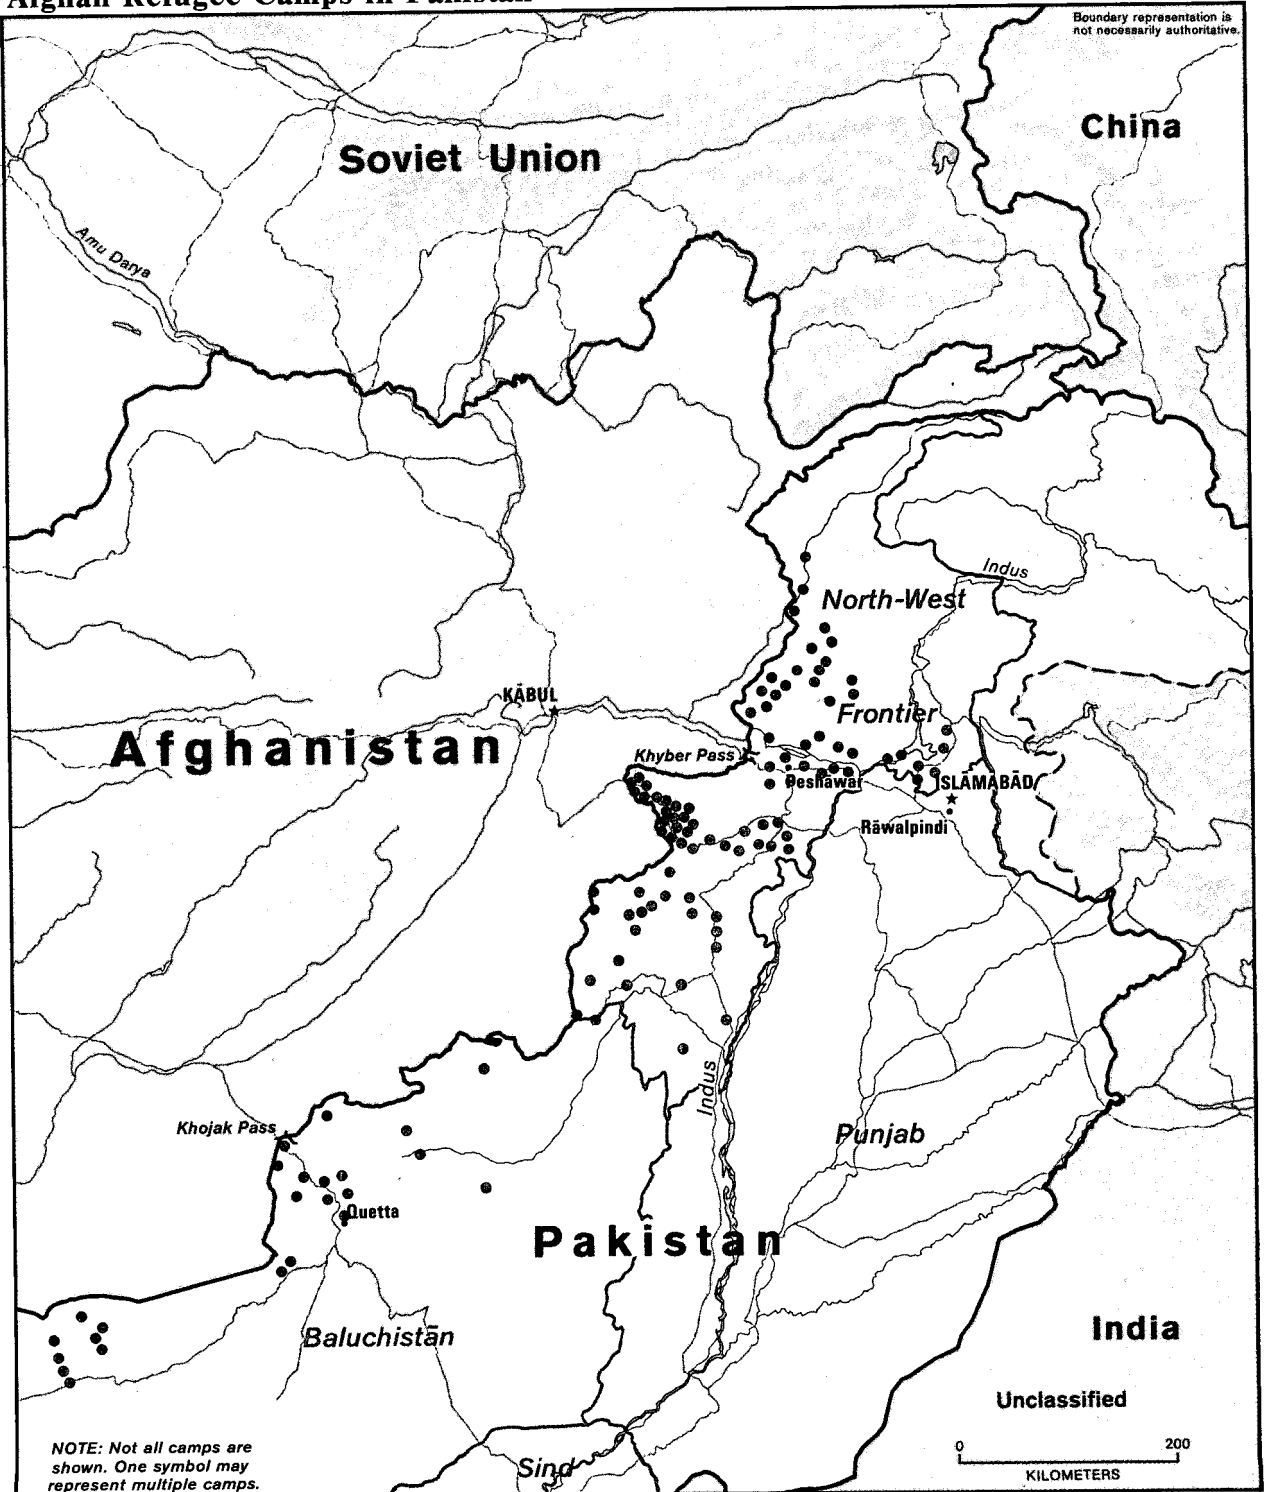 Afghan Refugee Camps in Pakistan
Boundary representation is
not necessarily authoritative.
China
Soviet Union
Amu Darya
Indus
North-West
KĀBUL
Frontier
Afghanistan
Khyber Pass
Peshāwar
ISLĀMĀBĀD
Rāwalpindi
Indus
Khojak Pass
Punjab
Quetta
Pakistan
Baluchistān
India
Unclassified
NOTE: Not all camps are
shown. One symbol may
represent multiple camps.
0 200
KILOMETERS
Sind